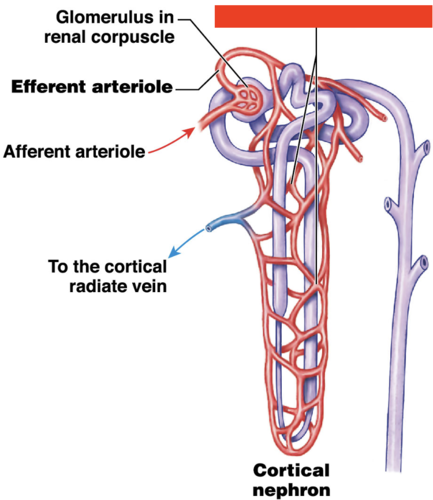 Glomerulus in
renal corpuscle
Efferent arteriole
Afferent arteriole
To the cortical
radiate vein
Cortical
nephron